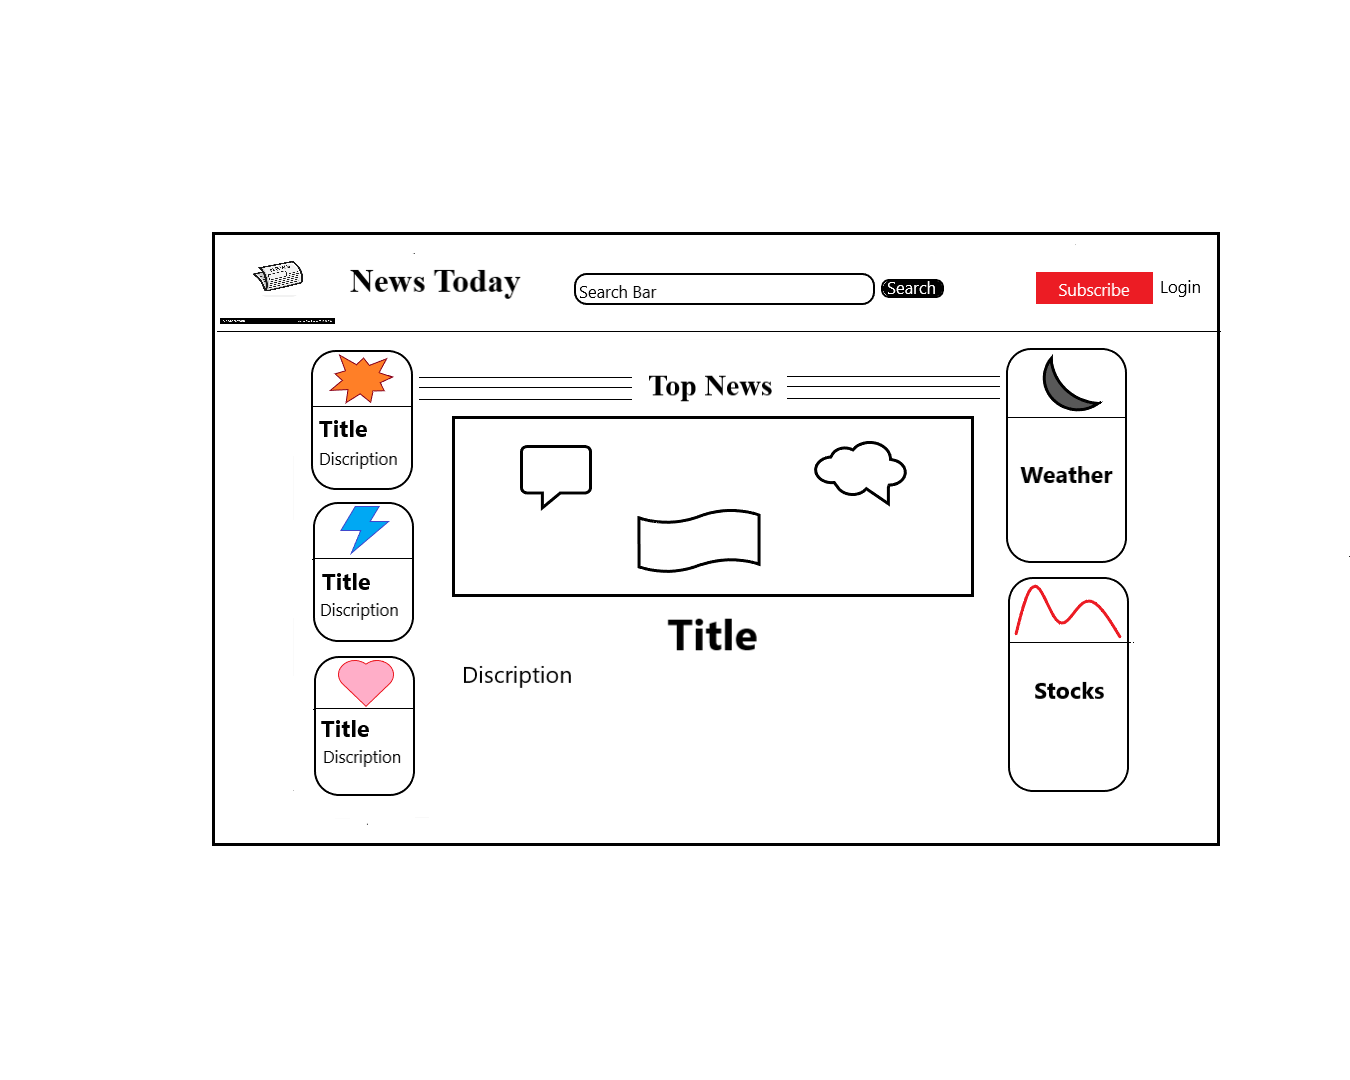 NEWS
News Today
Search Bar
Search
Subscribe
Login
Title
Discription
Title
Discription
Title
Discription
Top News
Title
Discription
Weather
Stocks